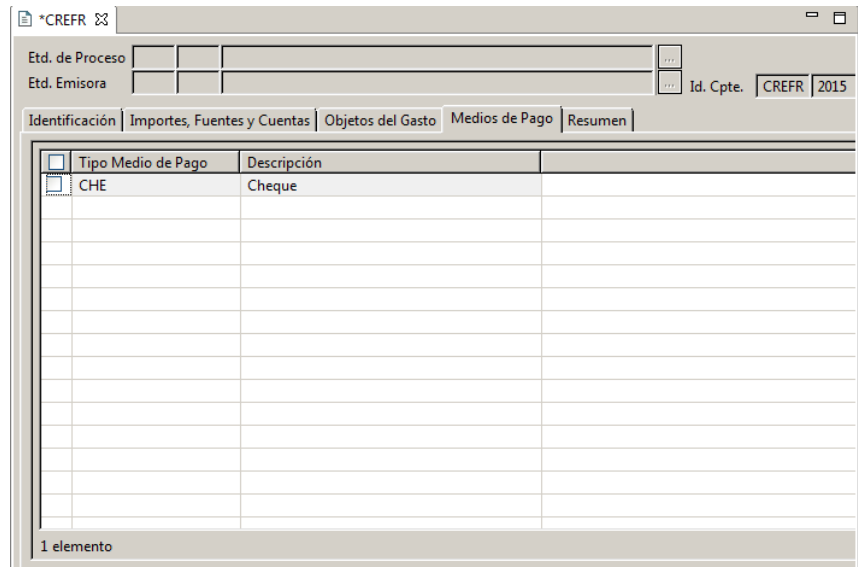 *CREFR
Etd. de Proceso ...
Etd. Emisora ... Id. Cpte. CREFR 2015
Identificación Importes, Fuentes y Cuentas Objetos del Gasto Medios de Pago Resumen
Tipo Medio de Pago Descripción
CHE Cheque
1 elemento